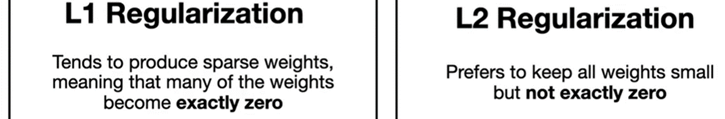 L1 Regularization
Tends to produce sparse weights,
meaning that many of the weights
become exactly zero
L2 Regularization
Prefers to keep all weights small
but not exactly zero